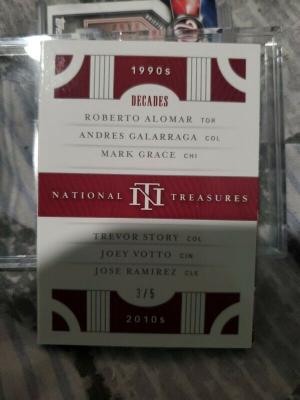 1990s
DECADES
ROBERTO ALOMAR TOR
ANDRES GALARRAGA COL
MARK GRACE CHI
NATIONAL NT TREASURES
TREVOR STORY COL
JOEY VOTTO CIN
JOSE RAMIREZ CLE
3/5
2010s